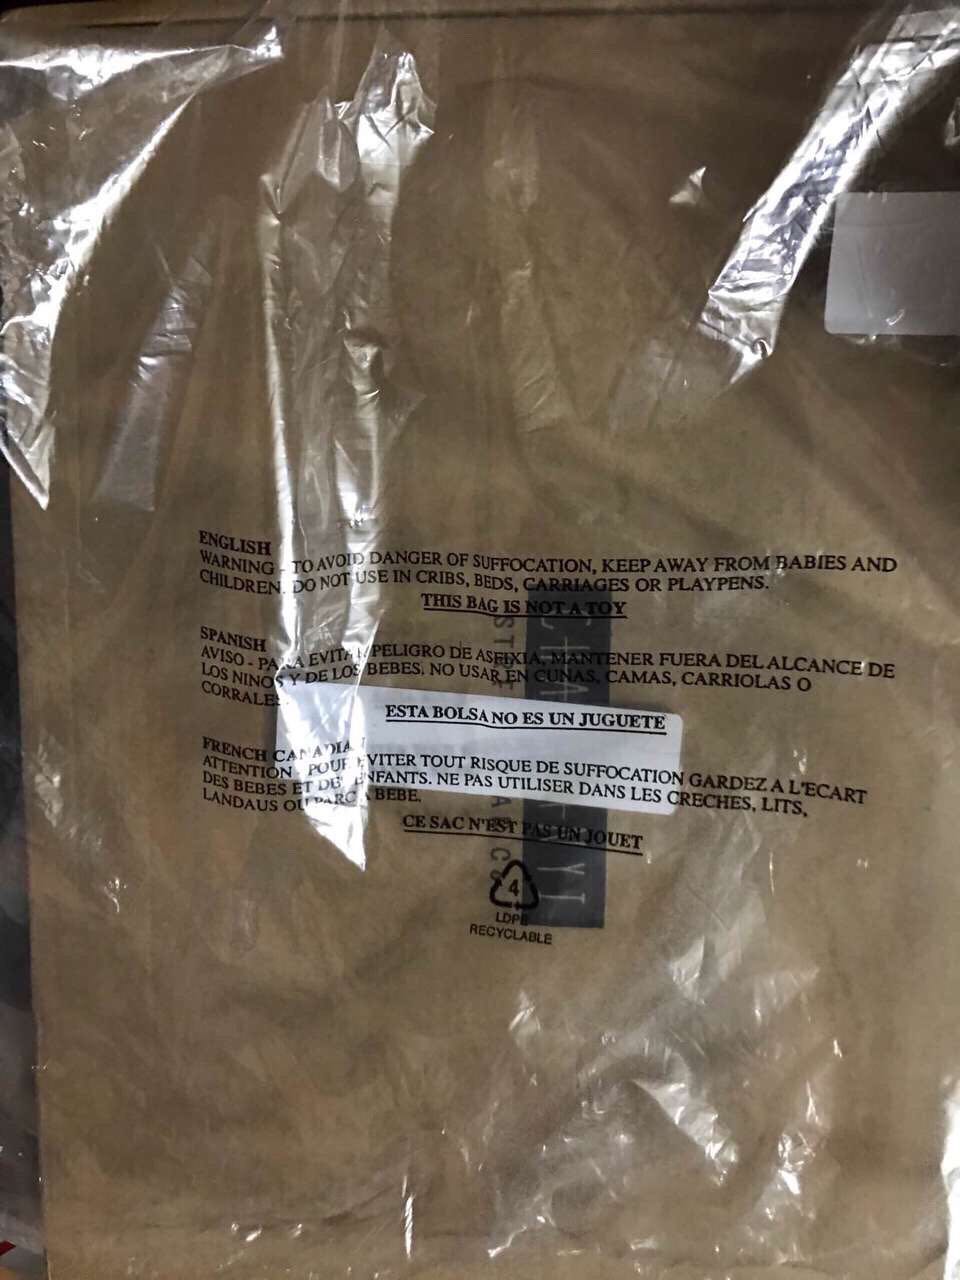 ENGLISH
WARNING - TO AVOID DANGER OF SUFFOCATION, KEEP AWAY FROM BABIES AND
CHILDREN. DO NOT USE IN CRIBS, BEDS, CARRIAGES OR PLAYPENS.
THIS BAG IS NOT A TOY
SPANISH
AVISO - PARA EVITAR PELIGRO DE ASFIXIA, MANTENER FUERA DEL ALCANCE DE
LOS NINOS Y DE LOS BEBES. NO USAR EN CUNAS, CAMAS, CARRIOLAS O
CORRALES.
ESTA BOLSA NO ES UN JUGUETE
FRENCH CANADIAN
ATTENTION - POUR EVITER TOUT RISQUE DE SUFFOCATION GARDEZ A L'ECART
DES BEBES ET DES ENFANTS. NE PAS UTILISER DANS LES CRECHES, LITS,
LANDAUS OU PARC A BEBE.
CE SAC N'EST PAS UN JOUET
4
LDPE
RECYCLABLE